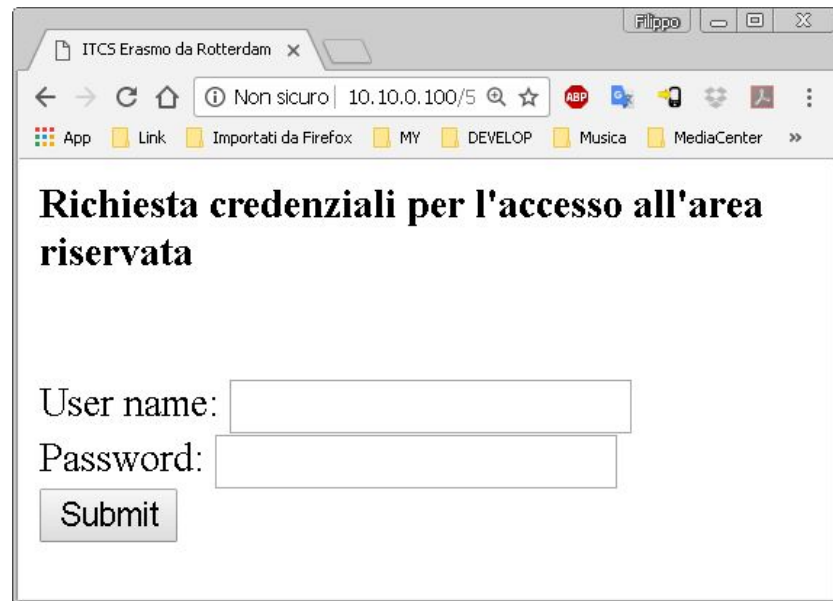 Filippo
ITCS Erasmo da Rotterdam
Non sicuro 10.10.0.100/5
ABP
App Link Importati da Firefox MY DEVELOP Musica MediaCenter »
Richiesta credenziali per l'accesso all'area
riservata
User name:
Password:
Submit